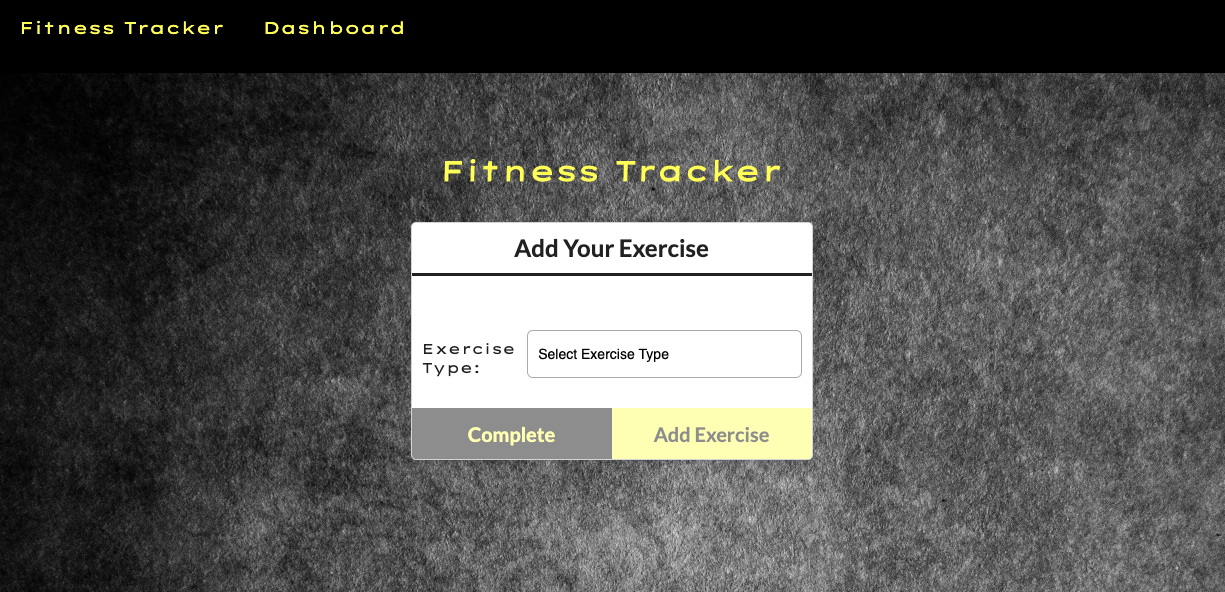 Fitness Tracker Dashboard
Fitness Tracker
Add Your Exercise
Exercise
Type:
Select Exercise Type
Complete Add Exercise